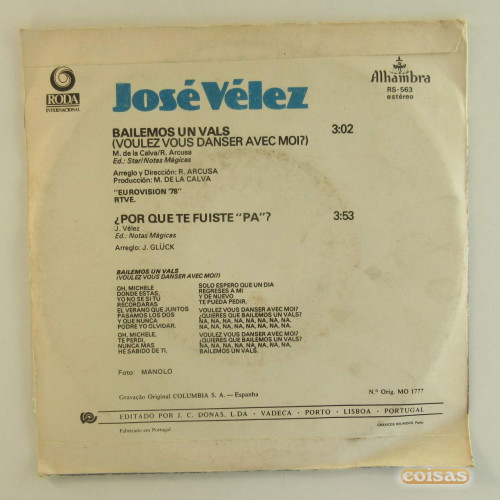 RODA
INTERNACIONAL
José Vélez
Alhambra
RS-563
estéreo
BAILEMOS UN VALS 3:02
(VOULEZ VOUS DANSER AVEC MOI?)
M. de la Calva/R. Arcusa
Ed.: Star/Notas Mágicas
Arreglo y Dirección: R. ARCUSA
Producción: M. DE LA CALVA
"EUROVISION '78"
RTVE.
¿POR QUE TE FUISTE "PA"? 3:53
J. Vélez
Ed.: Notas Mágicas
Arreglo: J. GLÜCK
BAILEMOS UN VALS
(VOULEZ VOUS DANSER AVEC MOI?)
OH, MICHELE
DONDE ESTAS,
YO NO SE SI TU
RECORDARAS
EL VERANO QUE JUNTOS
PASAMOS LOS DOS
Y QUE NUNCA
PODRE YO OLVIDAR.
OH, MICHELE,
TE PERDI,
NUNCA MAS
HE SABIDO DE TI,
SOLO ESPERO QUE UN DIA
REGRESES A MI
Y DE NUEVO
TE PUEDA PEDIR.
VOULEZ VOUS DANSER AVEC MOI?
¿QUIERES QUE BAILEMOS UN VALS?
NA, NA, NA, NA, NA, NA, NA,
NA, NA, NA, NA, NA, NA, NA.
VOULEZ VOUS DANSER AVEC MOI?
¿QUIERES QUE BAILEMOS UN VALS?
NA, NA, NA, NA, NA, NA, NA,
BAILEMOS UN VALS.
Foto: MANOLO
Gravação Original COLUMBIA S. A. — Espanha
N.º Orig. MO 1777
EDITADO POR J. C. DONAS, L.DA - VADECA - PORTO - LISBOA - PORTUGAL
Fabricado em Portugal
coisas